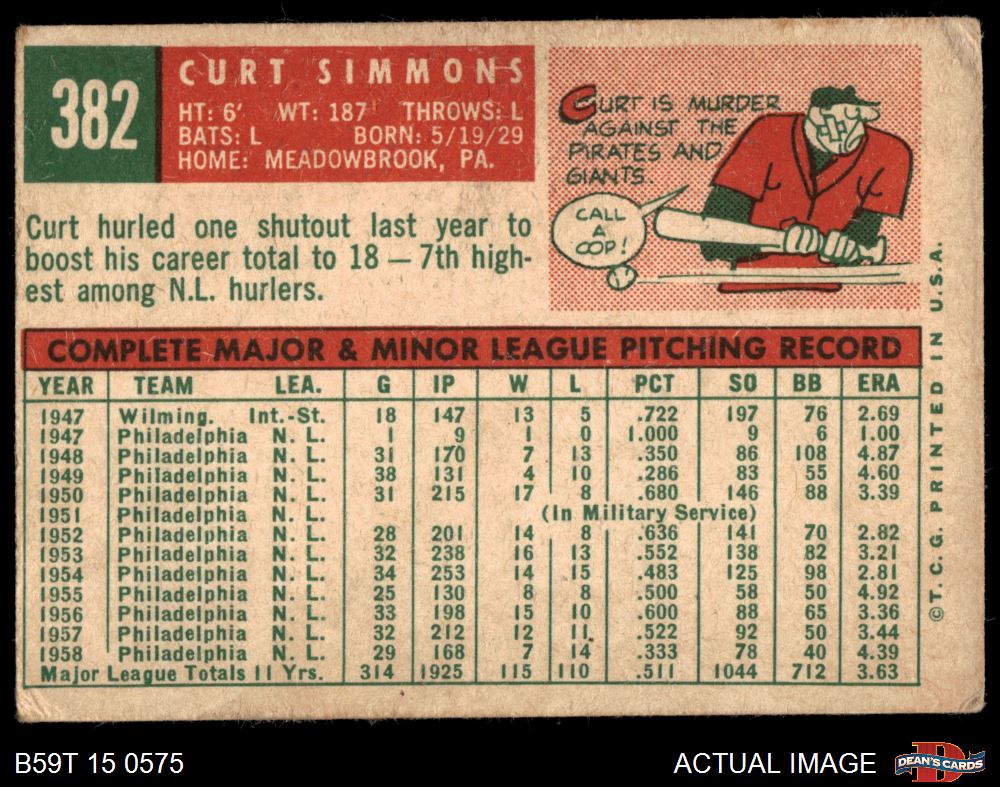 382
CURT SIMMONS
HT: 6' WT: 187 THROWS: L
BATS: L BORN: 5/19/29
HOME: MEADOWBROOK, PA.
CURT IS MURDER
AGAINST THE
PIRATES AND
GIANTS.
CALL
A
COP!
Curt hurled one shutout last year to
boost his career total to 18 — 7th high-
est among N.L. hurlers.
COMPLETE MAJOR & MINOR LEAGUE PITCHING RECORD
YEAR TEAM LEA. G IP W L PCT SO BB ERA
1947 Wilming. Int.-St. 18 147 13 5 .722 197 76 2.69
1947 Philadelphia N. L. 1 9 1 0 1.000 9 6 1.00
1948 Philadelphia N. L. 31 170 7 13 .350 86 108 4.87
1949 Philadelphia N. L. 38 131 4 10 .286 83 55 4.60
1950 Philadelphia N. L. 31 215 17 8 .680 146 88 3.39
1951 Philadelphia N. L. (In Military Service)
1952 Philadelphia N. L. 28 201 14 8 .636 141 70 2.82
1953 Philadelphia N. L. 32 238 16 13 .552 138 82 3.21
1954 Philadelphia N. L. 34 253 14 15 .483 125 98 2.81
1955 Philadelphia N. L. 25 130 8 8 .500 58 50 4.92
1956 Philadelphia N. L. 33 198 15 10 .600 88 65 3.36
1957 Philadelphia N. L. 32 212 12 11 .522 92 50 3.44
1958 Philadelphia N. L. 29 168 7 14 .333 78 40 4.39
Major League Totals 11 Yrs. 314 1925 115 110 .511 1044 712 3.63
©T. C. G. PRINTED IN U.S.A.
B59T 15 0575
ACTUAL IMAGE
D
DEAN'S CARDS